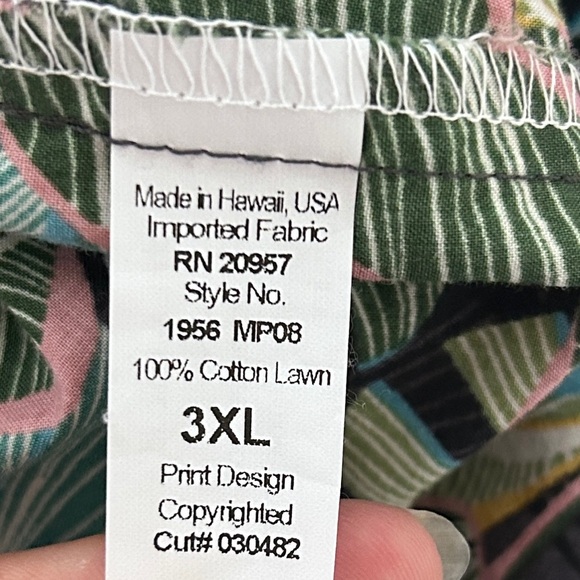 Made in Hawaii, USA
Imported Fabric
RN 20957
Style No.
1956 MP08
100% Cotton Lawn
3XL
Print Design
Copyrighted
Cut# 030482